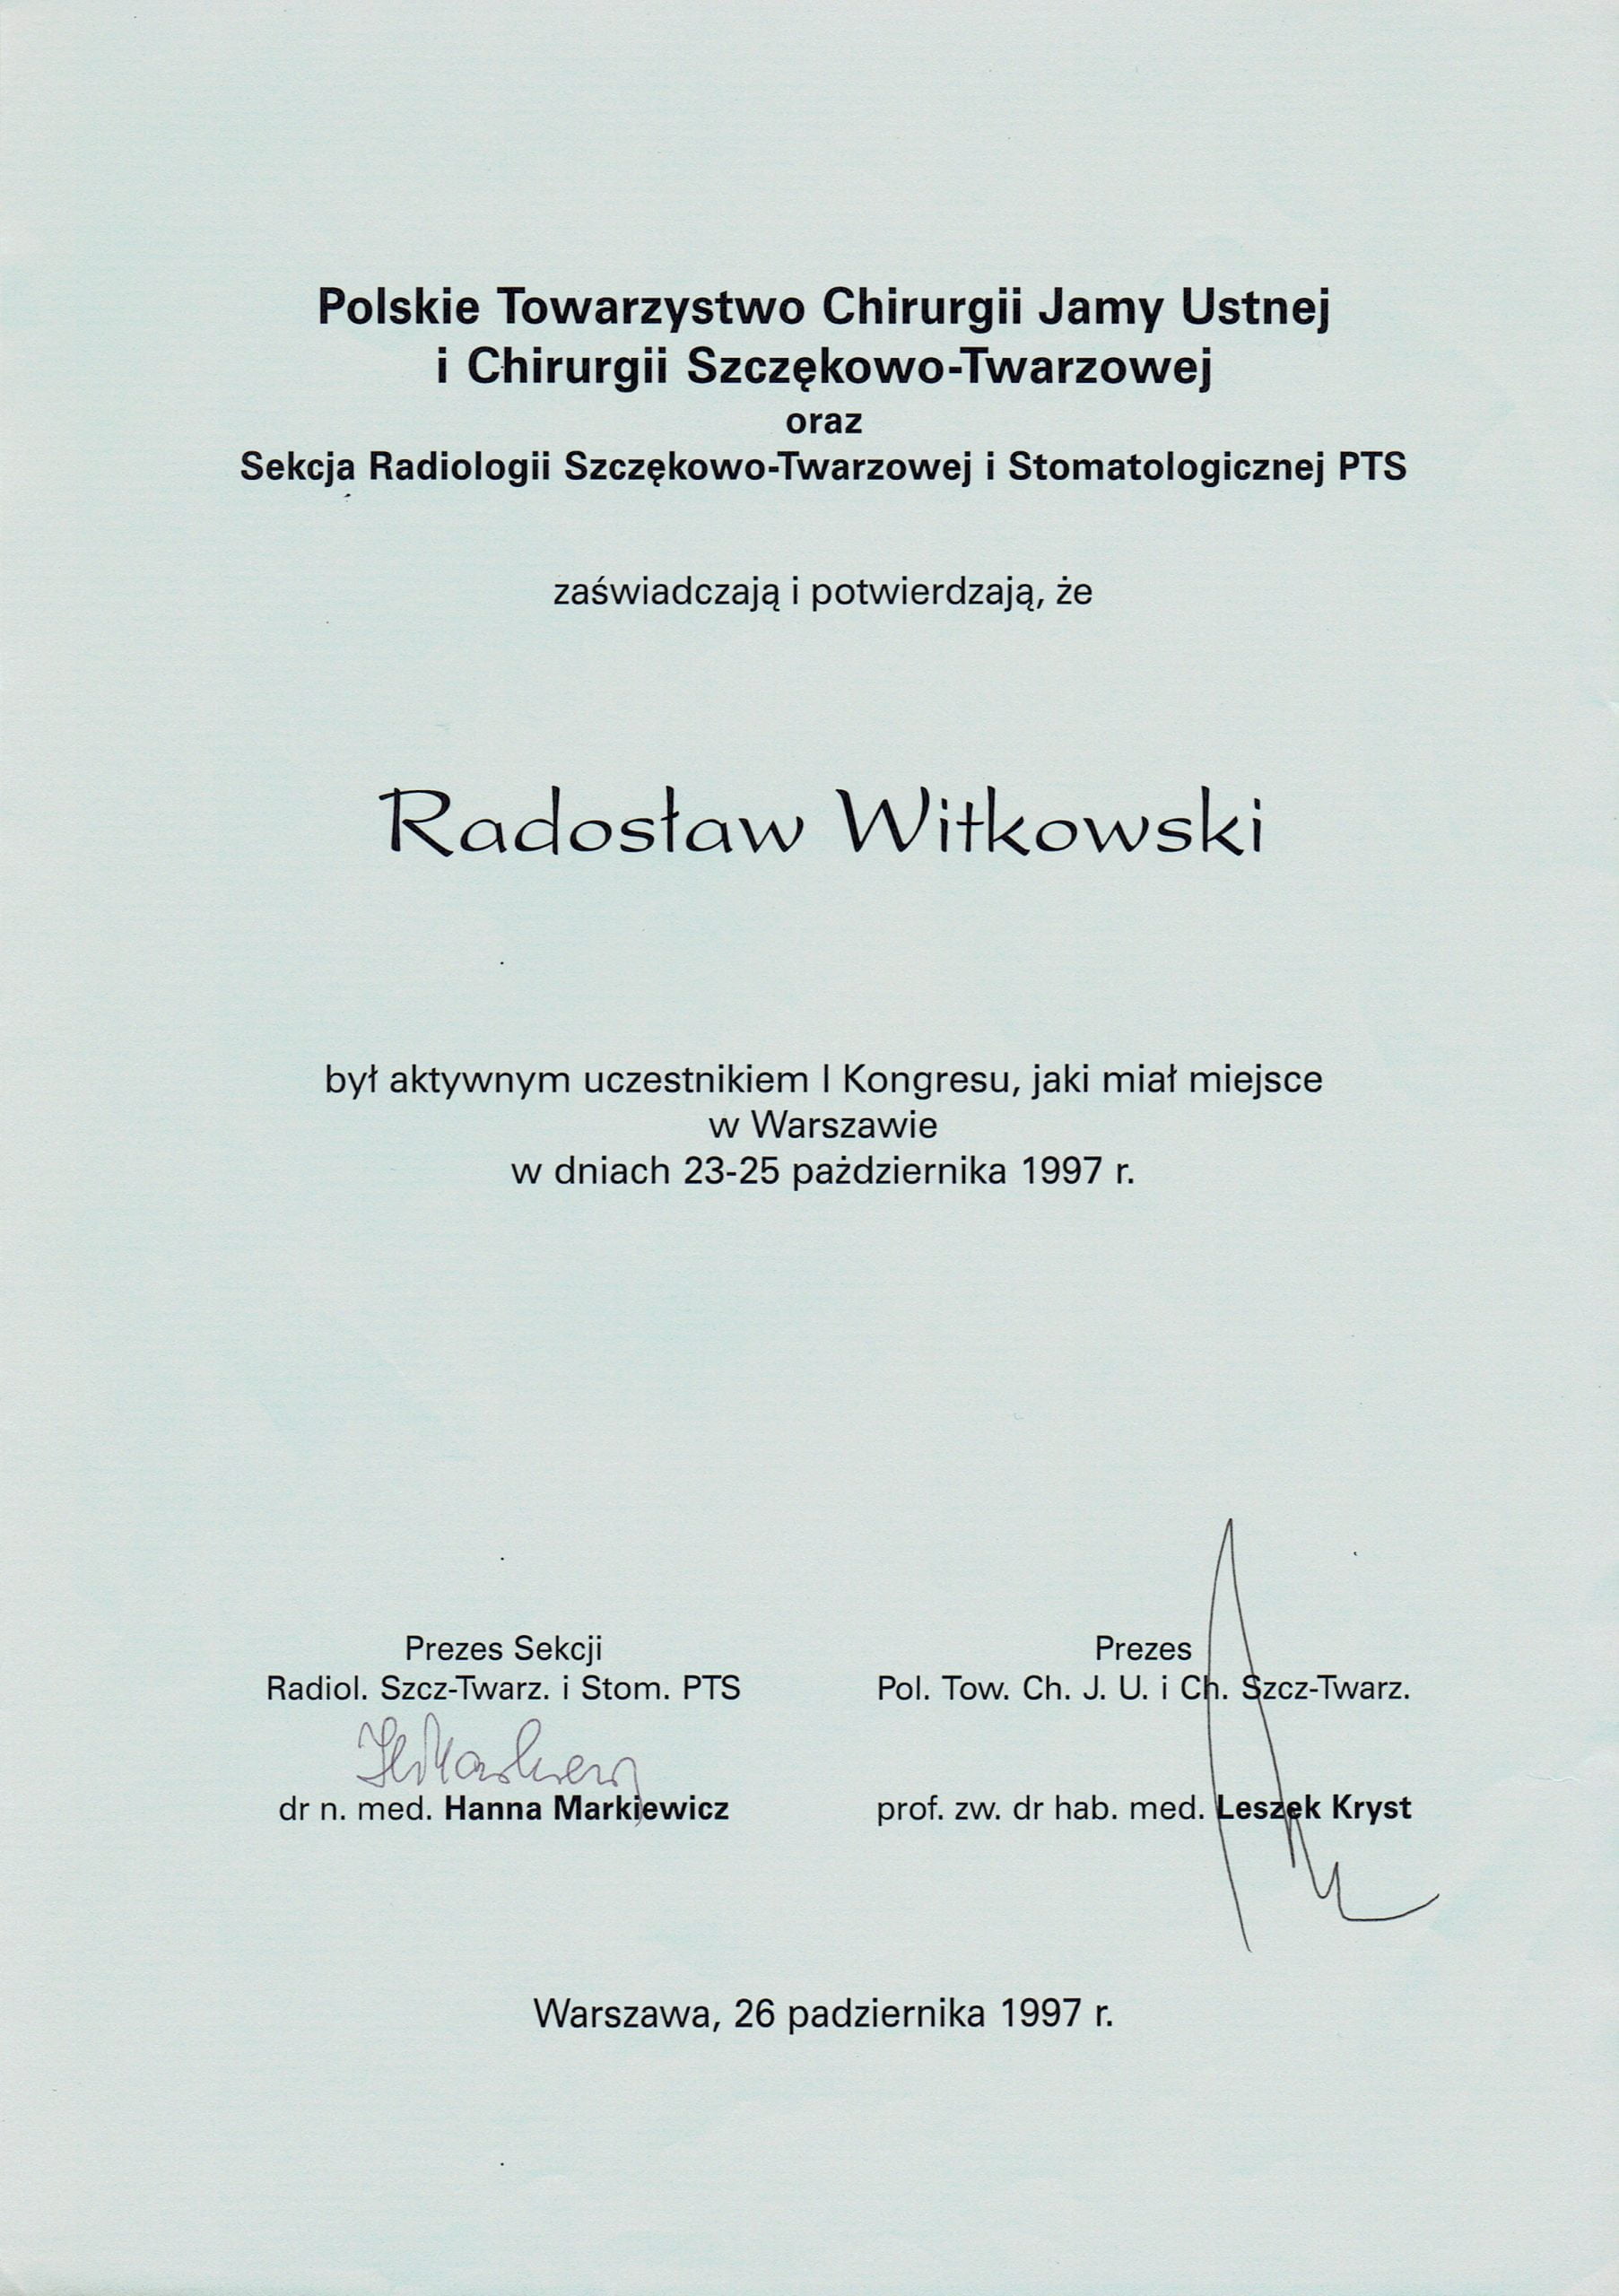 Polskie Towarzystwo Chirurgii Jamy Ustnej
i Chirurgii Szczękowo-Twarzowej
oraz
Sekcja Radiologii Szczękowo-Twarzowej i Stomatologicznej PTS
zaświadczają i potwierdzają, że
Radosław Witkowski
był aktywnym uczestnikiem I Kongresu, jaki miał miejsce
w Warszawie
w dniach 23-25 października 1997 r.
Prezes Sekcji
Radiol. Szcz-Twarz. i Stom. PTS
dr n. med. Hanna Markiewicz
Prezes
Pol. Tow. Ch. J. U. i Ch. Szcz-Twarz.
prof. zw. dr hab. med. Leszek Kryst
Warszawa, 26 padziernika 1997 r.